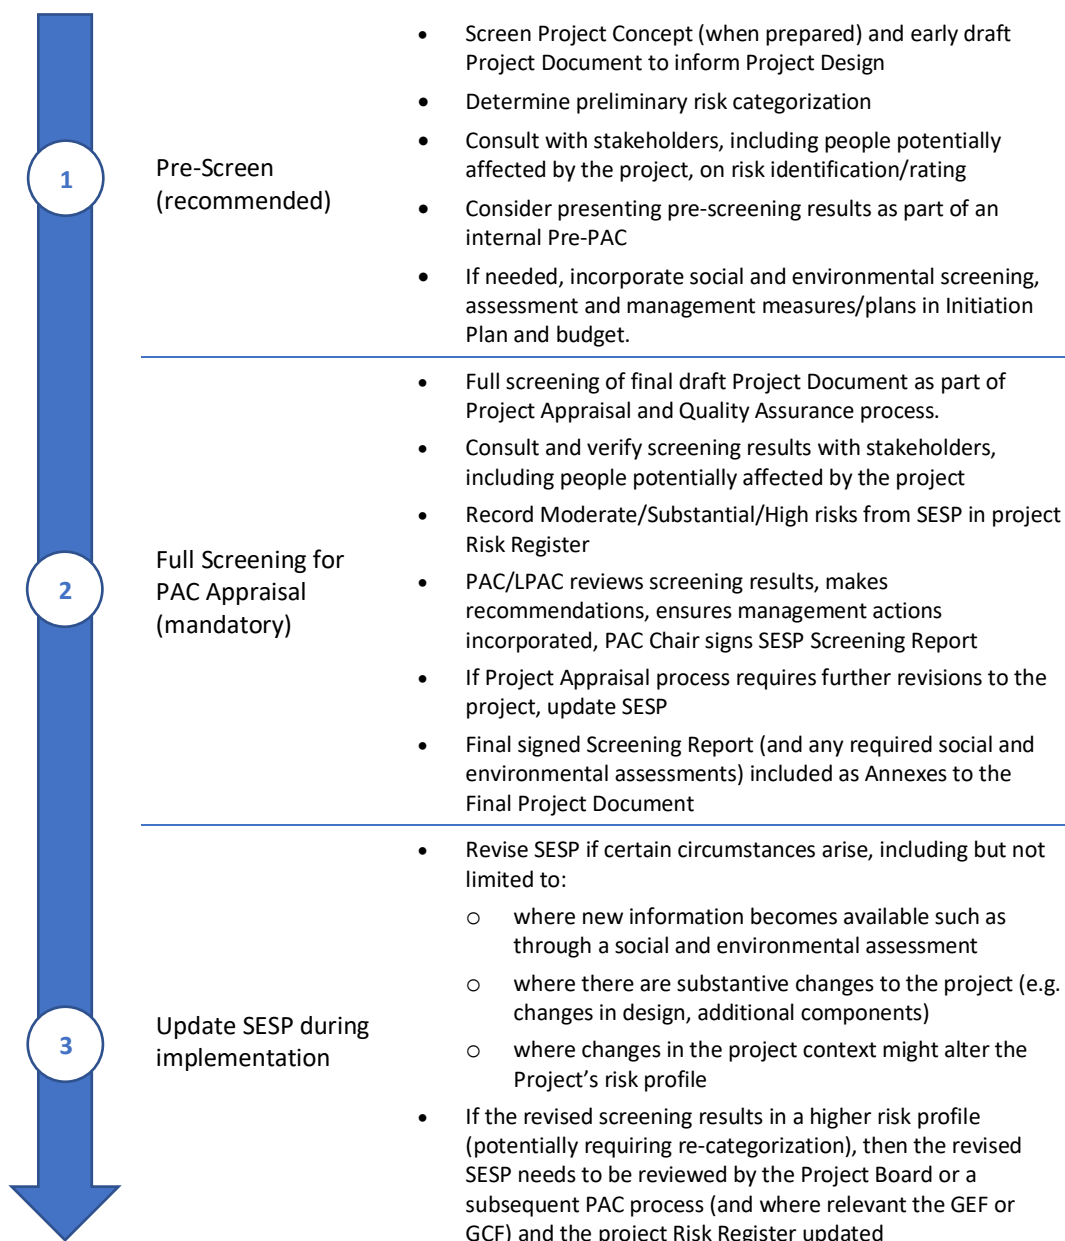 1
Pre-Screen
(recommended)
• Screen Project Concept (when prepared) and early draft
Project Document to inform Project Design
• Determine preliminary risk categorization
• Consult with stakeholders, including people potentially
affected by the project, on risk identification/rating
• Consider presenting pre-screening results as part of an
internal Pre-PAC
• If needed, incorporate social and environmental screening,
assessment and management measures/plans in Initiation
Plan and budget.
2
Full Screening for
PAC Appraisal
(mandatory)
• Full screening of final draft Project Document as part of
Project Appraisal and Quality Assurance process.
• Consult and verify screening results with stakeholders,
including people potentially affected by the project
• Record Moderate/Substantial/High risks from SESP in project
Risk Register
• PAC/LPAC reviews screening results, makes
recommendations, ensures management actions
incorporated, PAC Chair signs SESP Screening Report
• If Project Appraisal process requires further revisions to the
project, update SESP
• Final signed Screening Report (and any required social and
environmental assessments) included as Annexes to the
Final Project Document
3
Update SESP during
implementation
• Revise SESP if certain circumstances arise, including but not
limited to:
o where new information becomes available such as
through a social and environmental assessment
o where there are substantive changes to the project (e.g.
changes in design, additional components)
o where changes in the project context might alter the
Project’s risk profile
• If the revised screening results in a higher risk profile
(potentially requiring re-categorization), then the revised
SESP needs to be reviewed by the Project Board or a
subsequent PAC process (and where relevant the GEF or
GCF) and the project Risk Register updated